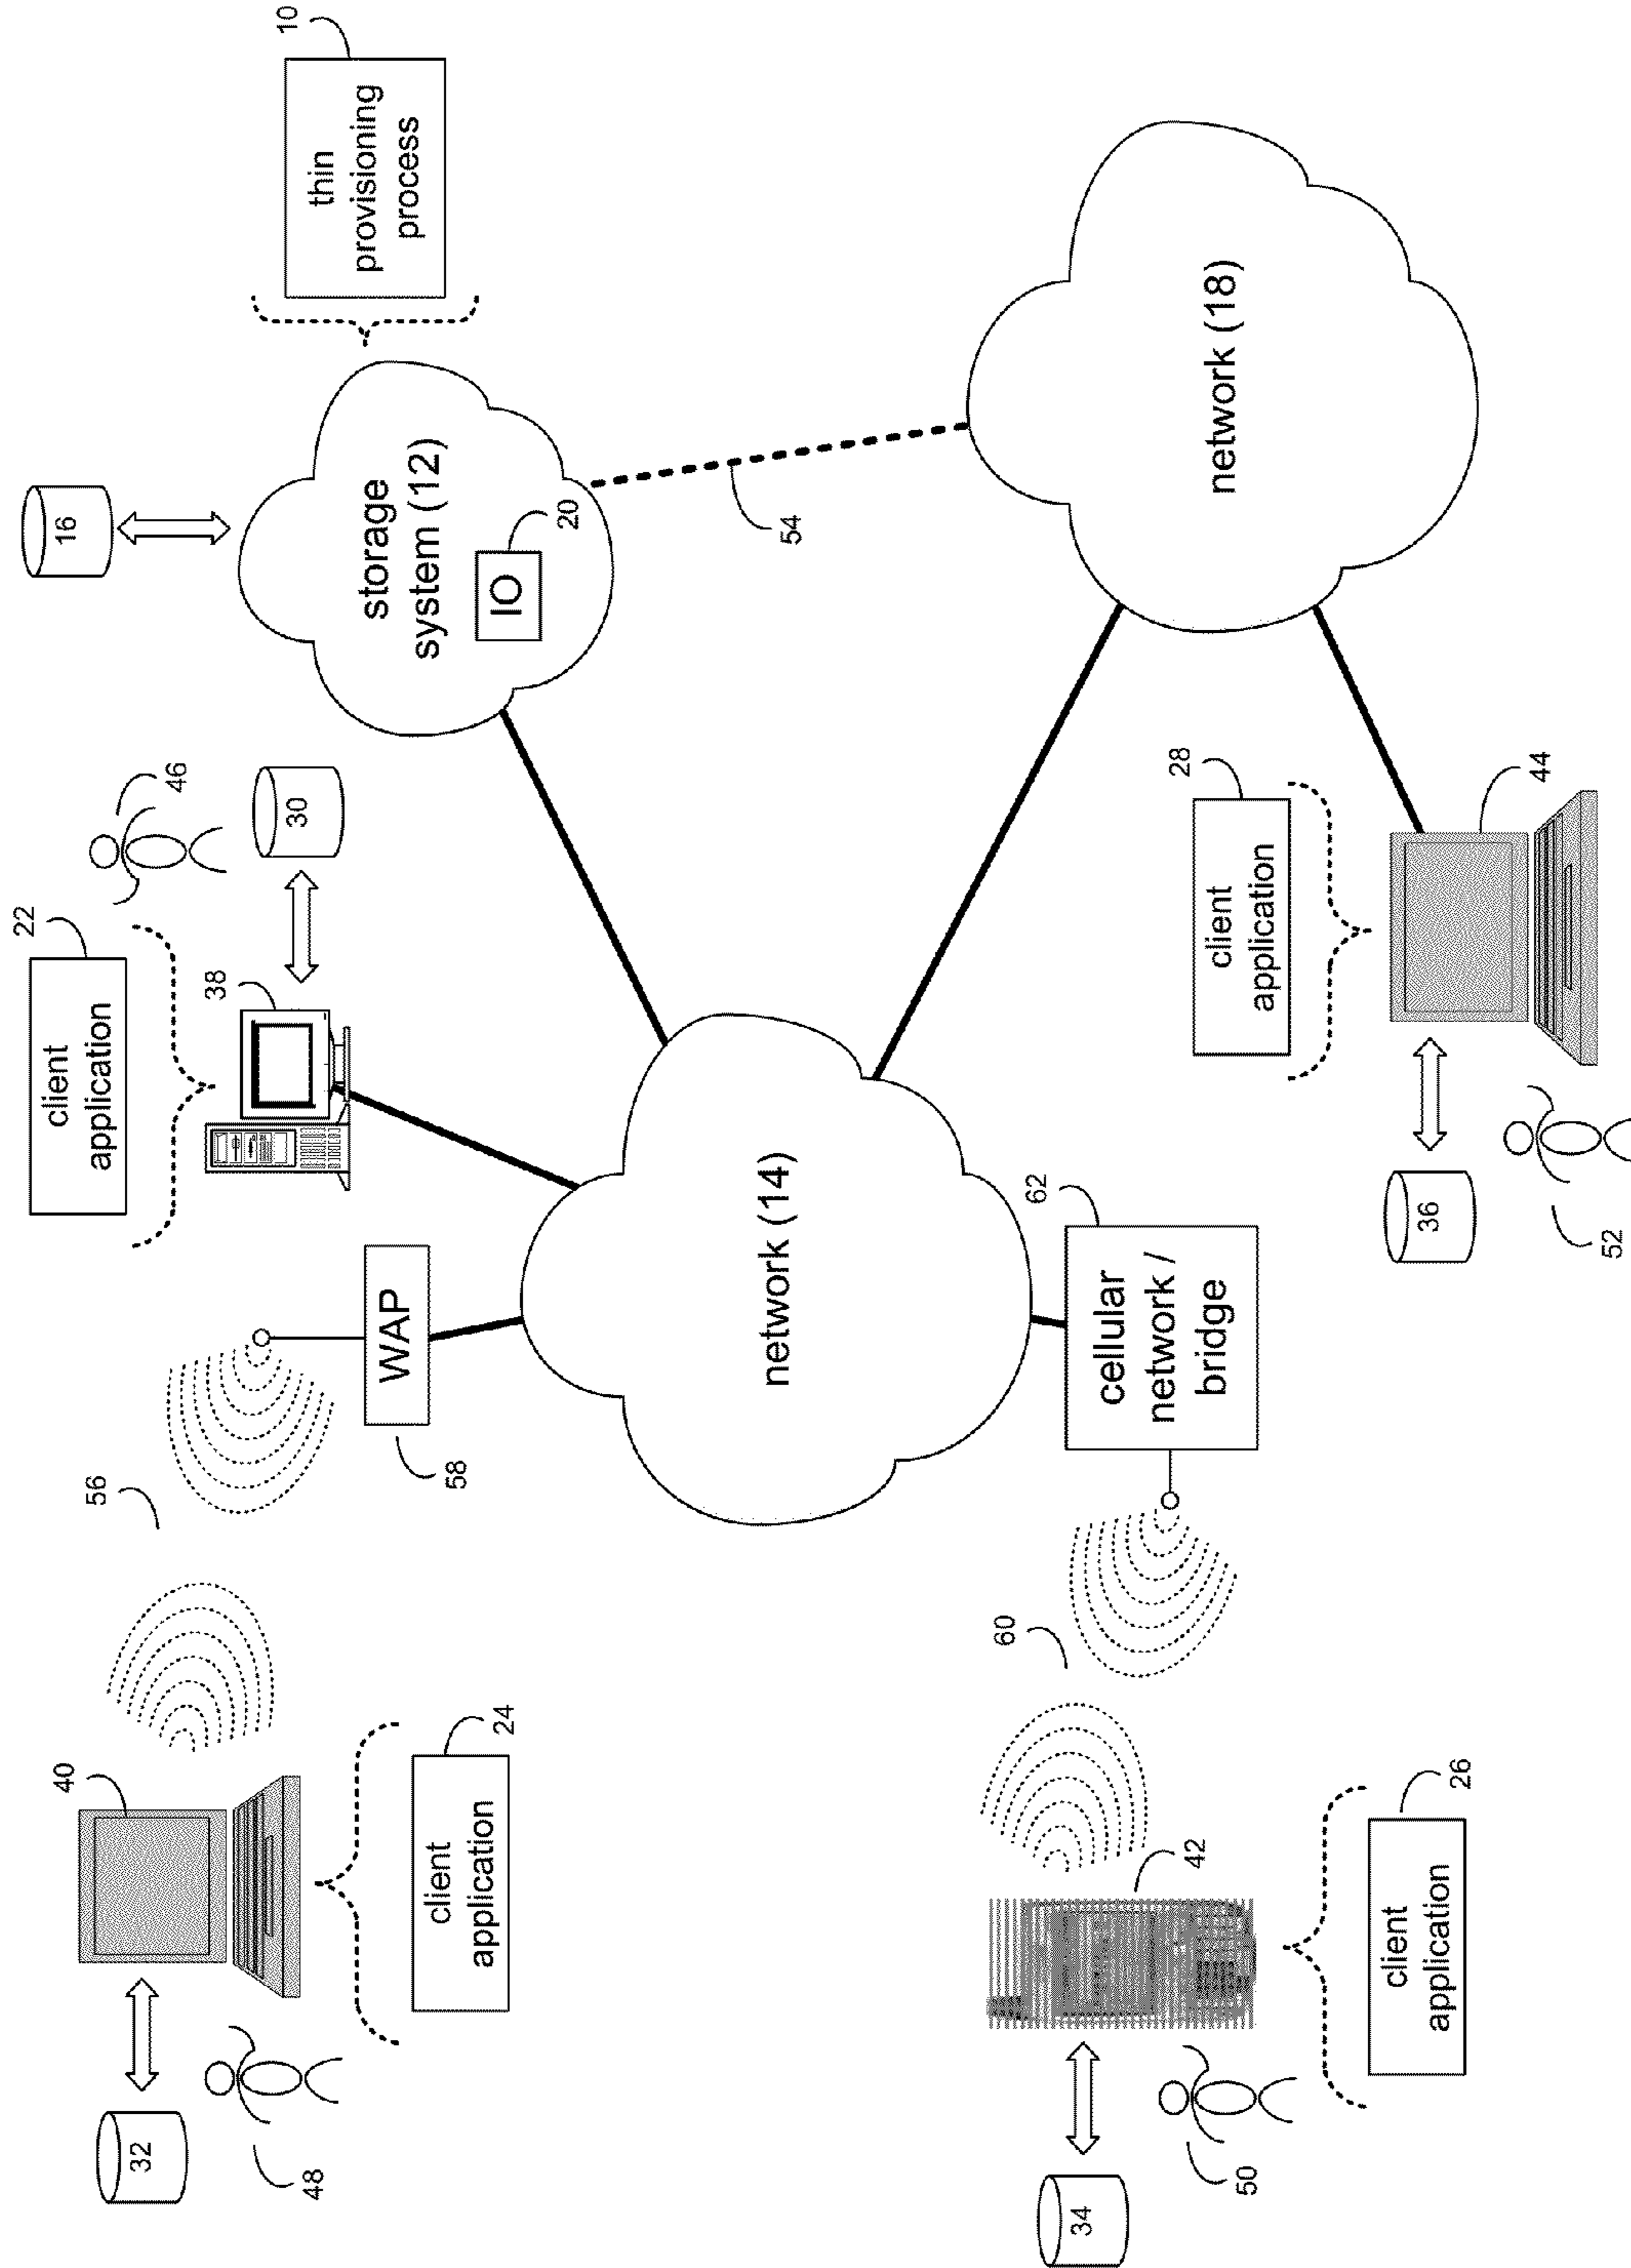 22
client
application
16
40
56
32
48
46
38
30
10
thin
provisioning
process
storage
system (12)
IO
20
WAP
58
24
client
application
54
network (14)
60
62
cellular
network /
bridge
34
50
42
network (18)
28
client
application
26
client
application
36
44
52